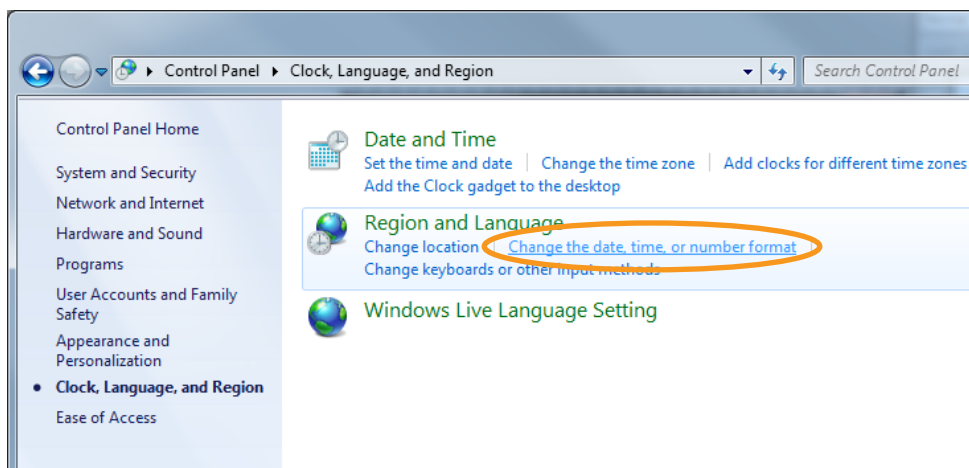 Control Panel Clock, Language, and Region Search Control Panel
Control Panel Home
System and Security
Network and Internet
Hardware and Sound
Programs
User Accounts and Family
Safety
Appearance and
Personalization
Clock, Language, and Region
Ease of Access
Date and Time
Set the time and date Change the time zone Add clocks for different time zones
Add the Clock gadget to the desktop
Region and Language
Change location Change the date, time, or number format
Change keyboards or other input methods
Windows Live Language Setting